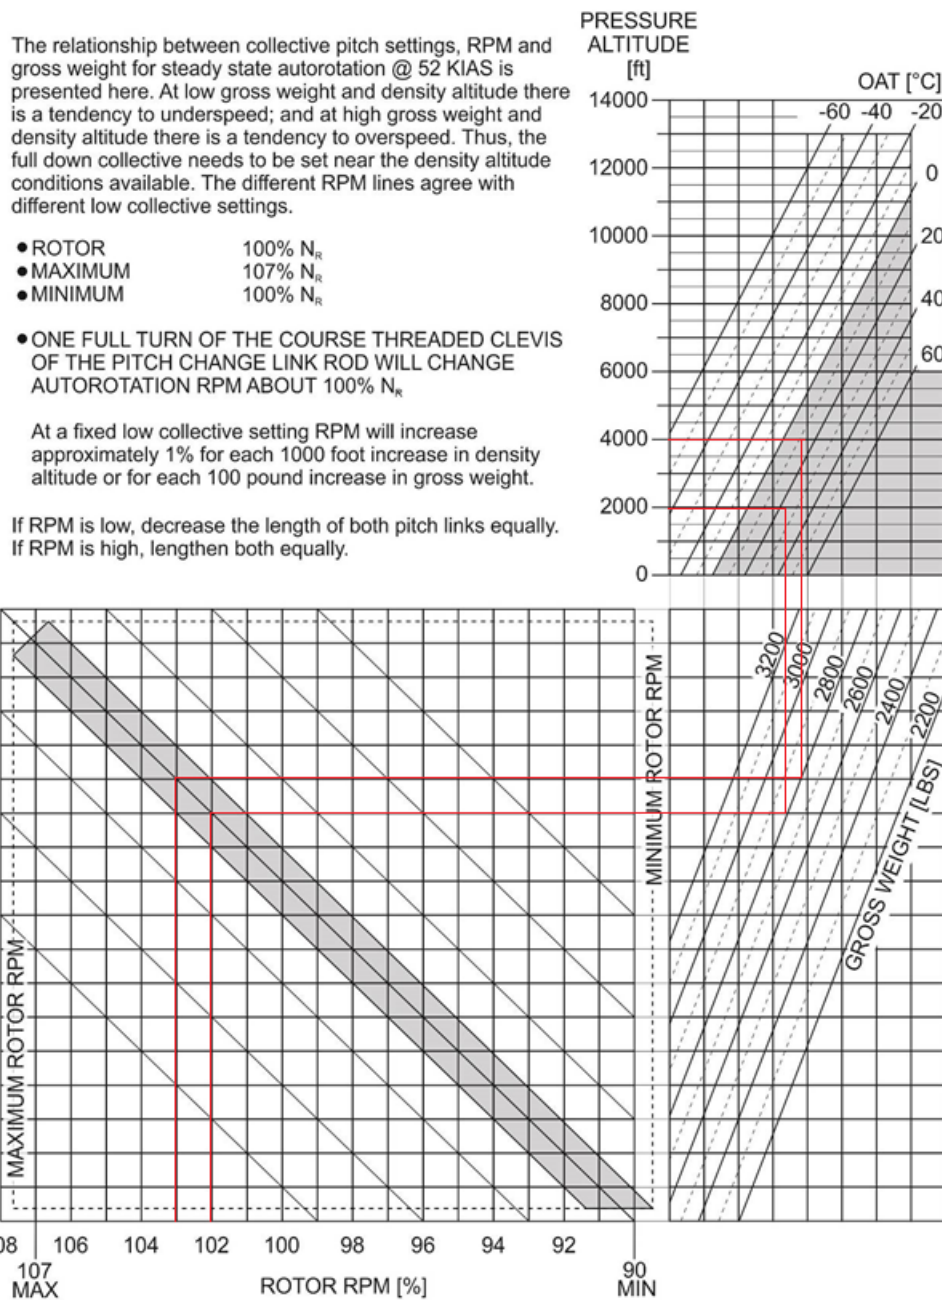 The relationship between collective pitch settings, RPM and
gross weight for steady state autorotation @ 52 KIAS is
presented here. At low gross weight and density altitude there
is a tendency to underspeed; and at high gross weight and
density altitude there is a tendency to overspeed. Thus, the
full down collective needs to be set near the density altitude
conditions available. The different RPM lines agree with
different low collective settings.
● ROTOR 100% NR
● MAXIMUM 107% NR
● MINIMUM 100% NR
● ONE FULL TURN OF THE COURSE THREADED CLEVIS
OF THE PITCH CHANGE LINK ROD WILL CHANGE
AUTOROTATION RPM ABOUT 100% NR
At a fixed low collective setting RPM will increase
approximately 1% for each 1000 foot increase in density
altitude or for each 100 pound increase in gross weight.
If RPM is low, decrease the length of both pitch links equally.
If RPM is high, lengthen both equally.
PRESSURE
ALTITUDE
[ft]
OAT [°C]
14000
12000
10000
8000
6000
4000
2000
0
-60 -40 -20
0
20
40
60
3200
3000
2800
2600
2400
2200
GROSS WEIGHT [LBS]
MINIMUM ROTOR RPM
MAXIMUM ROTOR RPM
08 106 104 102 100 98 96 94 92
107 90
MAX MIN
ROTOR RPM [%]